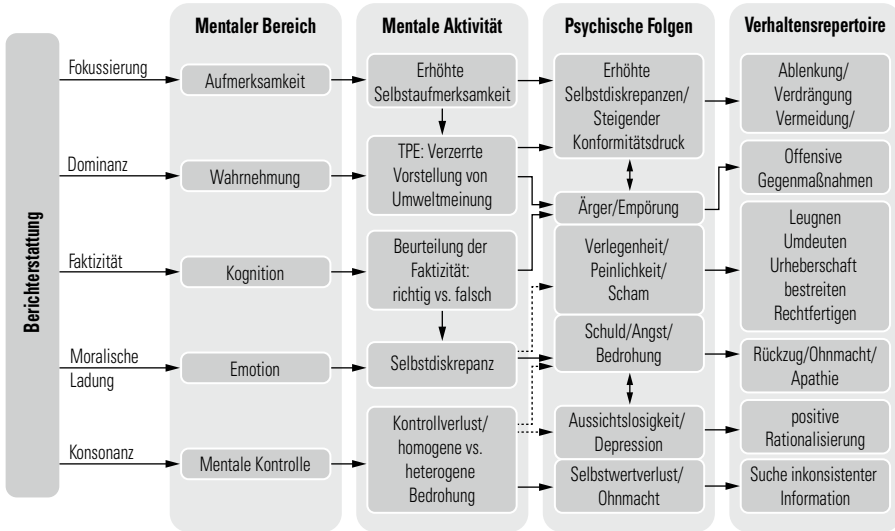 Mentaler Bereich
Mentale Aktivität
Psychische Folgen
Verhaltensrepertoire
Berichterstattung
Fokussierung
Dominanz
Faktizität
Moralische
Ladung
Konsonanz
Aufmerksamkeit
Wahrnehmung
Kognition
Emotion
Mentale Kontrolle
Erhöhte
Selbstaufmerksamkeit
TPE: Verzerrte
Vorstellung von
Umweltmeinung
Beurteilung der
Faktizität:
richtig vs. falsch
Selbstdiskrepanz
Kontrollverlust/
homogene vs.
heterogene
Bedrohung
Erhöhte
Selbstdiskrepanzen/
Steigender
Konformitätsdruck
Ärger/Empörung
Verlegenheit/
Peinlichkeit/
Scham
Schuld/Angst/
Bedrohung
Aussichtslosigkeit/
Depression
Selbstwertverlust/
Ohnmacht
Ablenkung/
Verdrängung
Vermeidung/
Offensive
Gegenmaßnahmen
Leugnen
Umdeuten
Urheberschaft
bestreiten
Rechtfertigen
Rückzug/Ohnmacht/
Apathie
positive
Rationalisierung
Suche inkonsistenter
Information